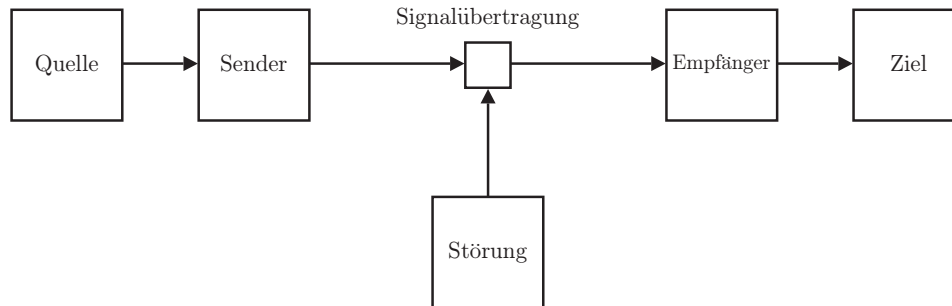 Signalübertragung
Quelle
Sender
Empfänger
Ziel
Störung